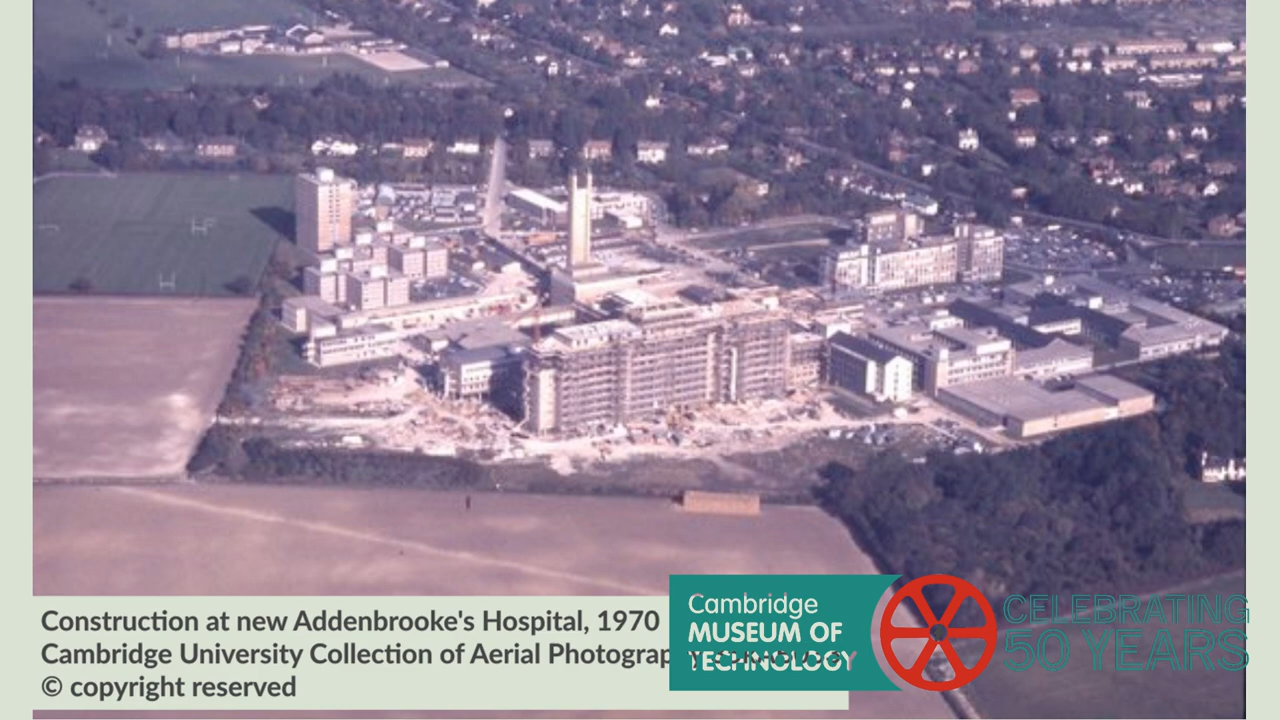 Construction at new Addenbrooke's Hospital, 1970
Cambridge University Collection of Aerial Photograp
© copyright reserved
Cambridge
MUSEUM OF
TECHNOLOGY
CELEBRATING
50 YEARS